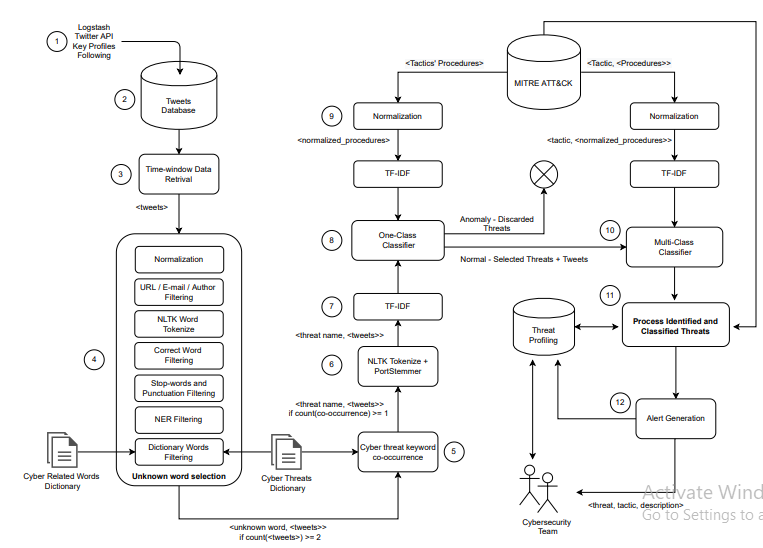 1
Logstash
Twitter API
Key Profiles
Following
2
Tweets
Database
3
Time-window Data
Retrival
<tweets>
4
Normalization
URL / E-mail / Author
Filtering
NLTK Word
Tokenize
Correct Word
Filtering
Stop-words and
Punctuation Filtering
NER Filtering
Dictionary Words
Filtering
Unknown word selection
Cyber Related Words
Dictionary
Cyber Threats
Dictionary
<unknown word, <tweets>>
if count(<tweets>) >= 2
Cyber threat keyword
co-occurrence
5
<threat name, <tweets>>
if count(co-occurrence) >= 1
6
NLTK Tokenize +
PortStemmer
<threat name, <tweets>>
7
TF-IDF
8
One-Class
Classifier
TF-IDF
<normalized_procedures>
9
Normalization
<Tactics' Procedures>
MITRE ATT&CK
<Tactic, <Procedures>>
Normalization
<tactic, <normalized_procedures>>
TF-IDF
Anomaly - Discarded
Threats
Normal - Selected Threats + Tweets
10
Multi-Class
Classifier
11
Process Identified and
Classified Threats
Threat
Profiling
12
Alert Generation
<threat, tactic, description>
Cybersecurity
Team
Activate Wind
Go to Settings to a